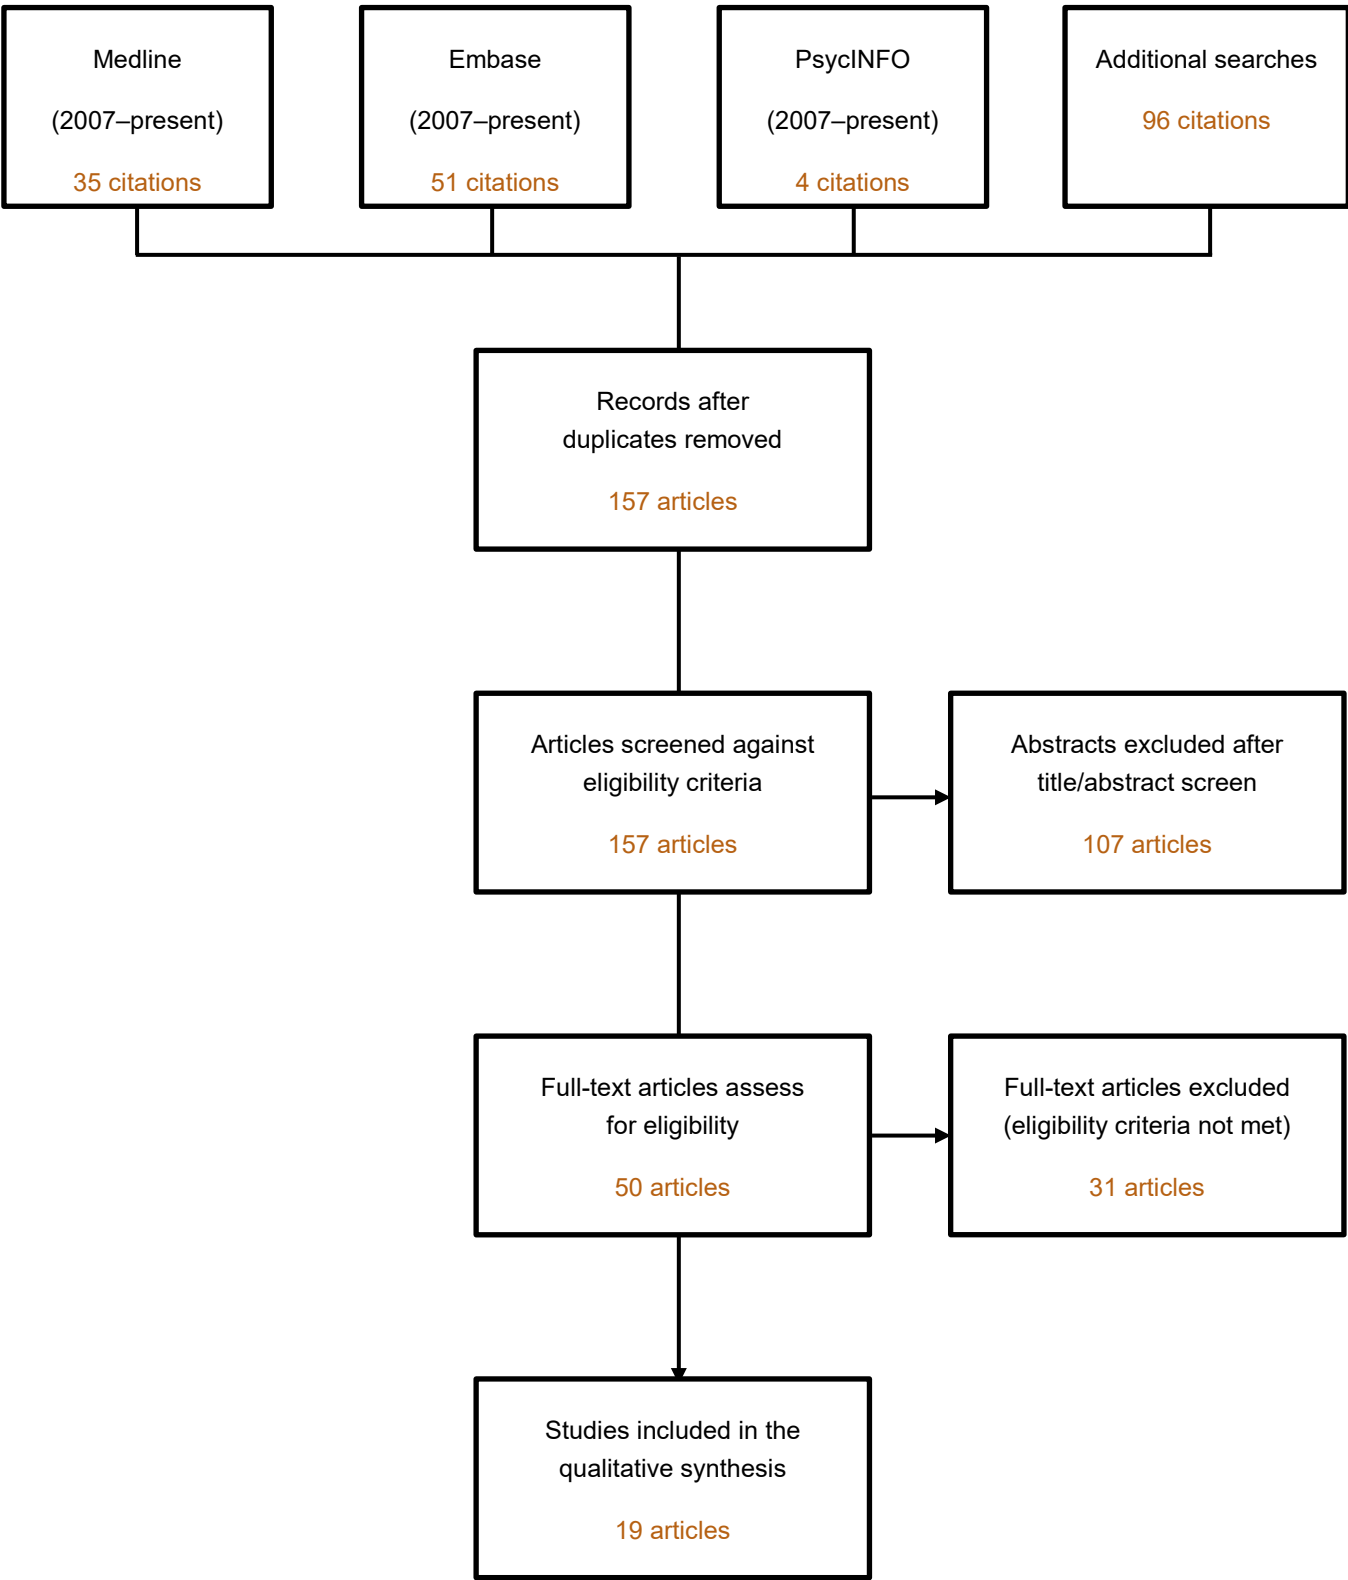 Medline
(2007–present)
35 citations
Embase
(2007–present)
51 citations
PsycINFO
(2007–present)
4 citations
Additional searches
96 citations
Records after
duplicates removed
157 articles
Articles screened against
eligibility criteria
157 articles
Abstracts excluded after
title/abstract screen
107 articles
Full-text articles assess
for eligibility
50 articles
Full-text articles excluded
(eligibility criteria not met)
31 articles
Studies included in the
qualitative synthesis
19 articles